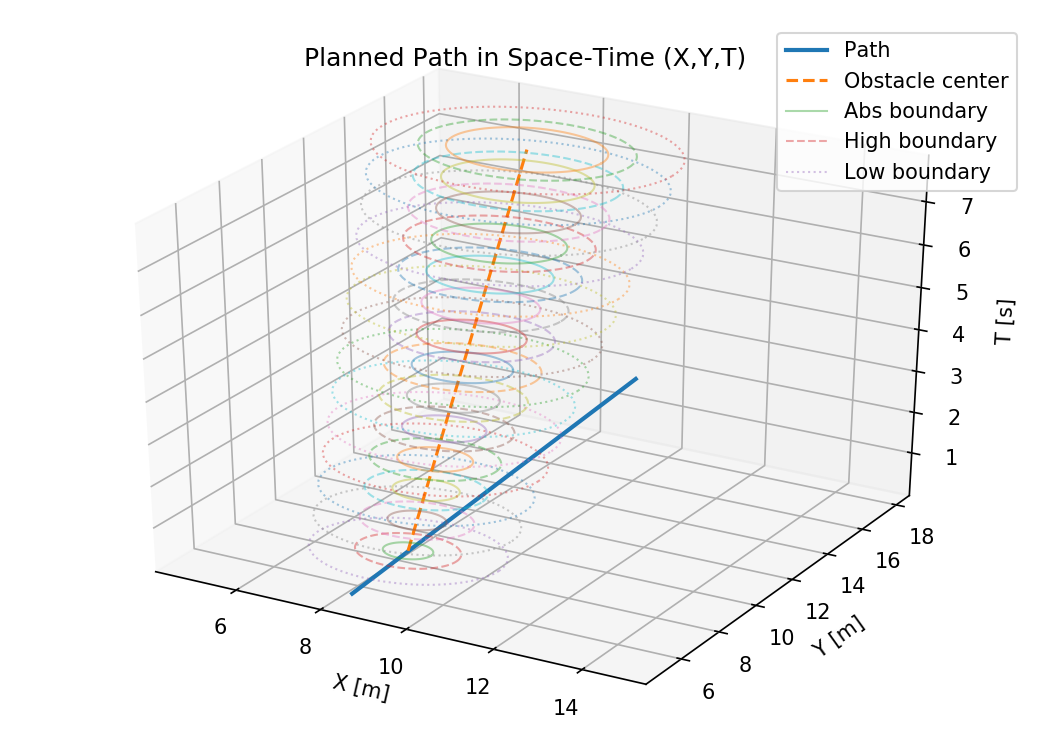 Planned Path in Space-Time (X,Y,T)
Path
Obstacle center
Abs boundary
High boundary
Low boundary
7
6
5
4
3
2
1
T [s]
18
16
14
12
10
8
6
Y [m]
6
8
10
12
14
X [m]